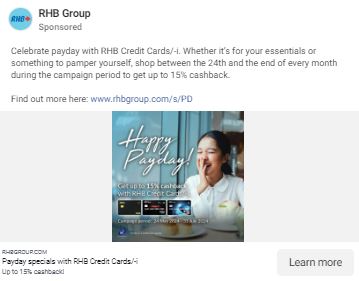 RHB Group
Sponsored
RHB
Celebrate payday with RHB Credit Cards/-i. Whether it's for your essentials or
something to pamper yourself, shop between the 24th and the end of every month
during the campaign period to get up to 15% cashback.
Find out more here: www.rhbgroup.com/s/PD
Happy
Payday!
Get up to 15% cashback
with RHB Credit Cards/-i
RHBGROUP.COM
Payday specials with RHB Credit Cards/-i
Up to 15% cashback!
Learn more